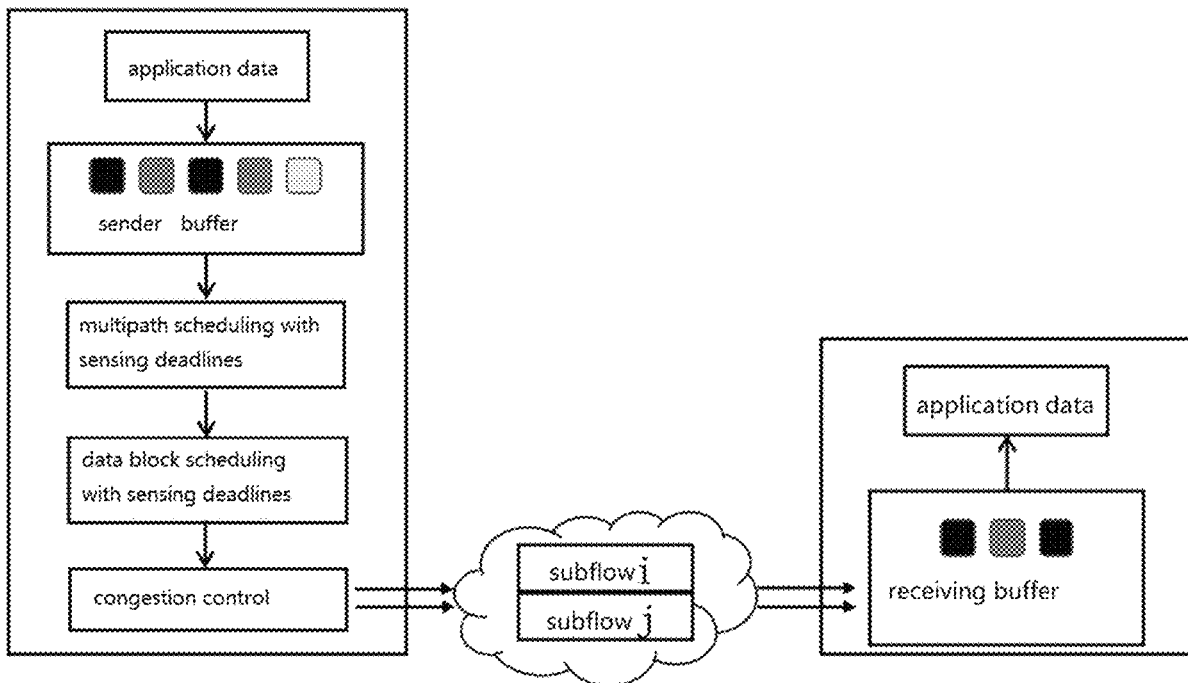 application data
sender buffer
multipath scheduling with
sensing deadlines
data block scheduling
with sensing deadlines
congestion control
subflow i
subflow j
application data
receiving buffer